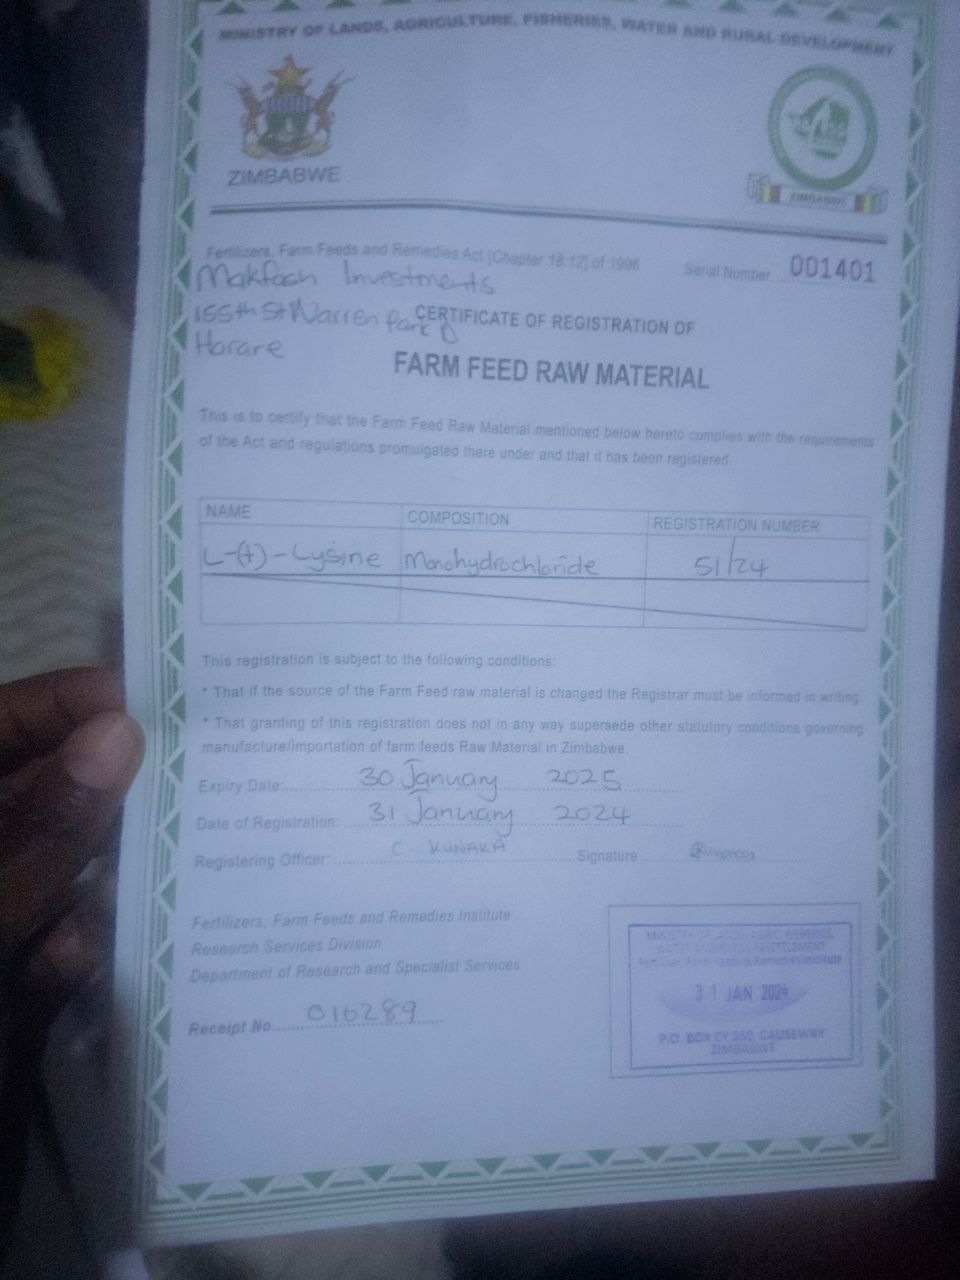 MINISTRY OF LANDS, AGRICULTURE, FISHERIES, WATER AND RURAL DEVELOPMENT
ZIMBABWE
ZIMBABWE
Fertilizers, Farm Feeds and Remedies Act [Chapter 18:12] of 1996
Serial Number 001401
Investments
155th St Warren Park D
Harare
CERTIFICATE OF REGISTRATION OF
FARM FEED RAW MATERIAL
This is to certify that the Farm Feed Raw Material mentioned below hereto complies with the requirements
of the Act and regulations promulgated there under and that it has been registered.
NAME COMPOSITION REGISTRATION NUMBER
L-(+)-Lysine Monohydrochloride 51/24
This registration is subject to the following conditions:
* That if the source of the Farm Feed raw material is changed the Registrar must be informed in writing.
* That granting of this registration does not in any way supersede other statutory conditions governing
manufacture/importation of farm feeds Raw Material in Zimbabwe.
Expiry Date: 30 January 2025
Date of Registration: 31 January 2024
Registering Officer: C. KUNAKA Signature
Fertilizers, Farm Feeds and Remedies Institute
Research Services Division
Department of Research and Specialist Services
Receipt No 016289
Fertilizer, Farm Feeds & Remedies Institute
31 JAN 2024
P.O. BOX CY 550, CAUSEWAY
ZIMBABWE